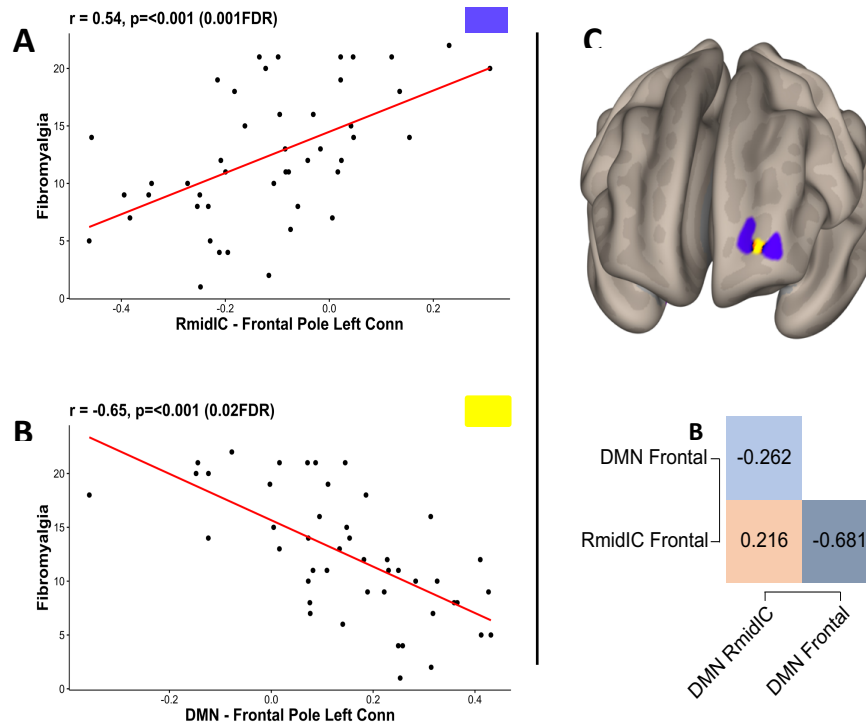 A
r = 0.54, p=<0.001 (0.001FDR)
Fibromyalgia
20
15
10
5
0
-0.4 -0.2 0.0 0.2
RmidIC - Frontal Pole Left Conn
B
r = -0.65, p=<0.001 (0.02FDR)
Fibromyalgia
20
15
10
5
0
-0.2 0.0 0.2 0.4
DMN - Frontal Pole Left Conn
C
B
DMN Frontal -0.262
RmidIC Frontal 0.216 -0.681
DMN RmidIC DMN Frontal